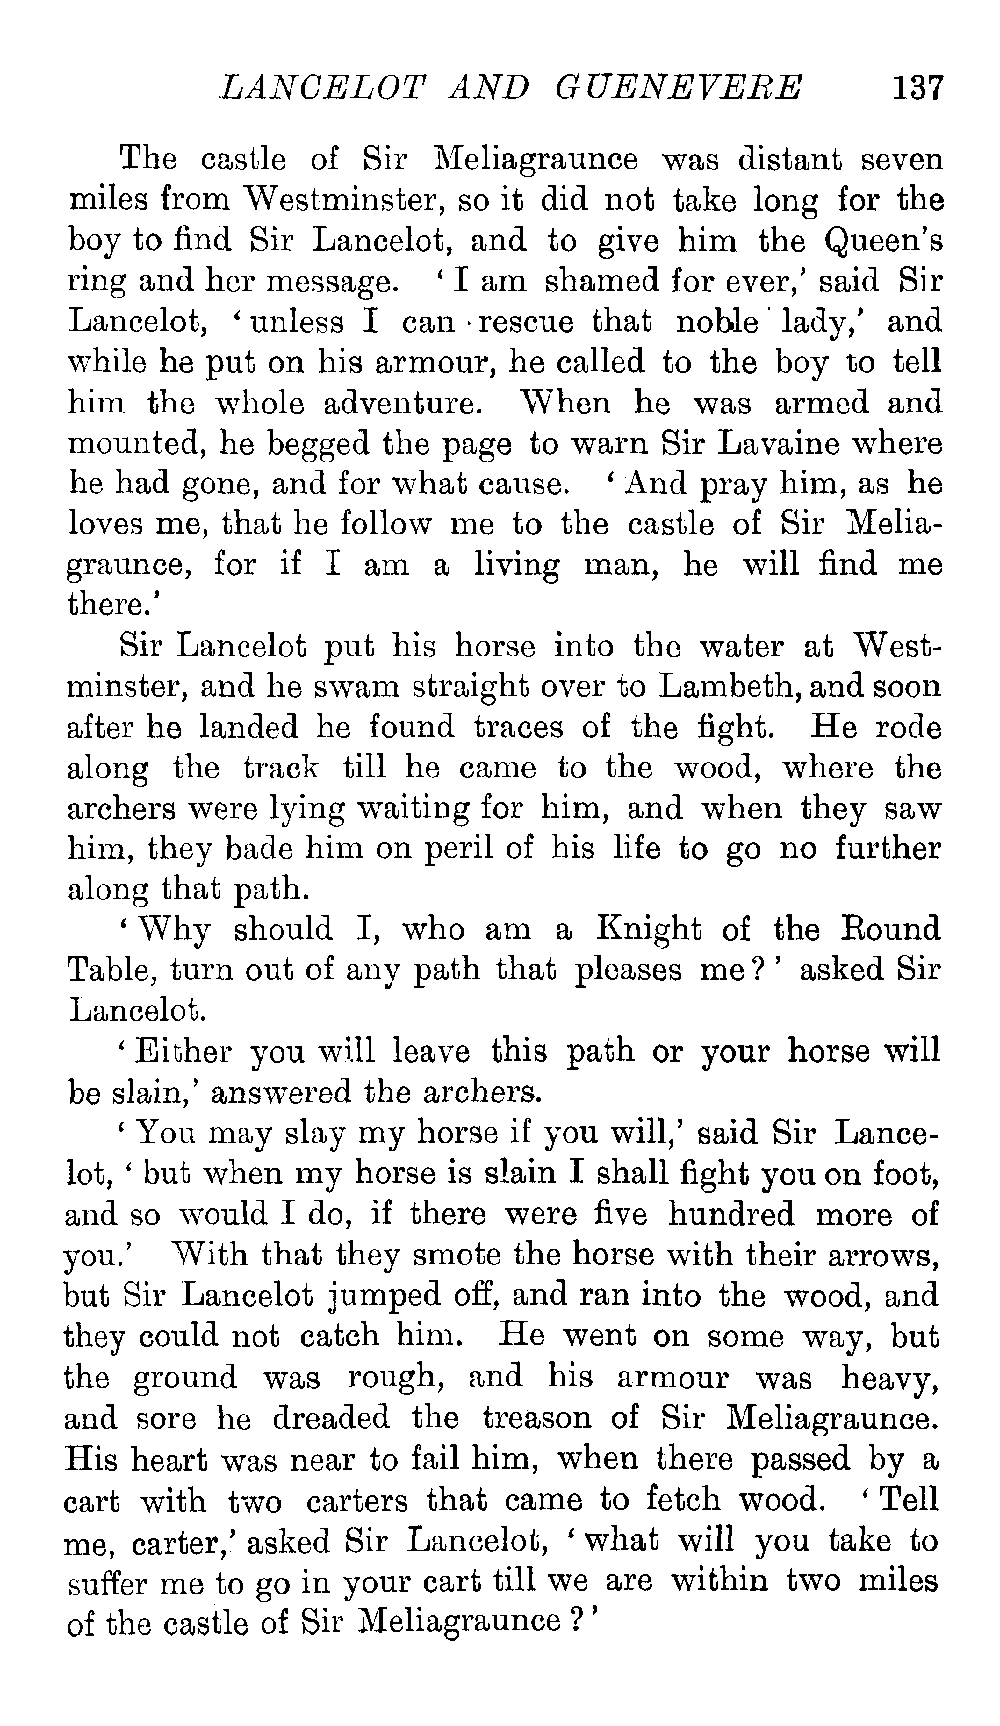 LANCELOT AND GUENEVERE 137
The castle of Sir Meliagraunce was distant seven
miles from Westminster, so it did not take long for the
boy to find Sir Lancelot, and to give him the Queen's
ring and her message. ‘I am shamed for ever,’ said Sir
Lancelot, ‘unless I can rescue that noble lady,’ and
while he put on his armour, he called to the boy to tell
him the whole adventure. When he was armed and
mounted, he begged the page to warn Sir Lavaine where
he had gone, and for what cause. ‘And pray him, as he
loves me, that he follow me to the castle of Sir Melia-
graunce, for if I am a living man, he will find me
there.’
Sir Lancelot put his horse into the water at West-
minster, and he swam straight over to Lambeth, and soon
after he landed he found traces of the fight. He rode
along the track till he came to the wood, where the
archers were lying waiting for him, and when they saw
him, they bade him on peril of his life to go no further
along that path.
‘Why should I, who am a Knight of the Round
Table, turn out of any path that pleases me?’ asked Sir
Lancelot.
‘Either you will leave this path or your horse will
be slain,’ answered the archers.
‘You may slay my horse if you will,’ said Sir Lance-
lot, ‘but when my horse is slain I shall fight you on foot,
and so would I do, if there were five hundred more of
you.’ With that they smote the horse with their arrows,
but Sir Lancelot jumped off, and ran into the wood, and
they could not catch him. He went on some way, but
the ground was rough, and his armour was heavy,
and sore he dreaded the treason of Sir Meliagraunce.
His heart was near to fail him, when there passed by a
cart with two carters that came to fetch wood. ‘Tell
me, carter,’ asked Sir Lancelot, ‘what will you take to
suffer me to go in your cart till we are within two miles
of the castle of Sir Meliagraunce?’